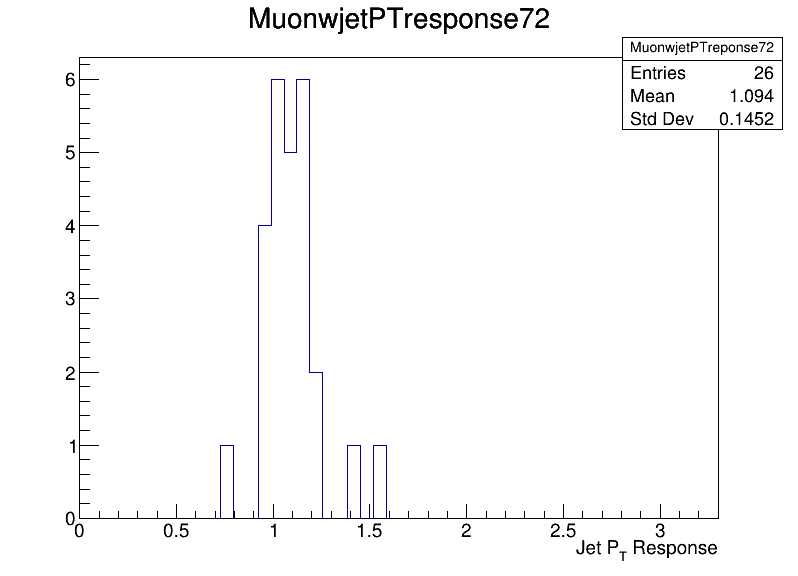 MuonwjetPTresponse72
MuonwjetPTreponse72
Entries 26
Mean 1.094
Std Dev 0.1452
6
5
4
3
2
1
0
0 0.5 1 1.5 2 2.5 3
Jet PT Response